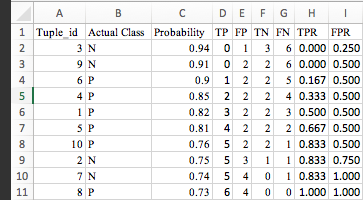 A B C D E F G H I
1 Tuple_id Actual Class Probability TP FP TN FN TPR FPR
2 3 N 0.94 0 1 3 6 0.000 0.250
3 9 N 0.91 0 2 2 6 0.000 0.500
4 6 P 0.9 1 2 2 5 0.167 0.500
5 4 P 0.85 2 2 2 4 0.333 0.500
6 1 P 0.82 3 2 2 3 0.500 0.500
7 5 P 0.81 4 2 2 2 0.667 0.500
8 10 P 0.76 5 2 2 1 0.833 0.500
9 2 N 0.75 5 3 1 1 0.833 0.750
10 7 N 0.74 5 4 0 1 0.833 1.000
11 8 P 0.73 6 4 0 0 1.000 1.000